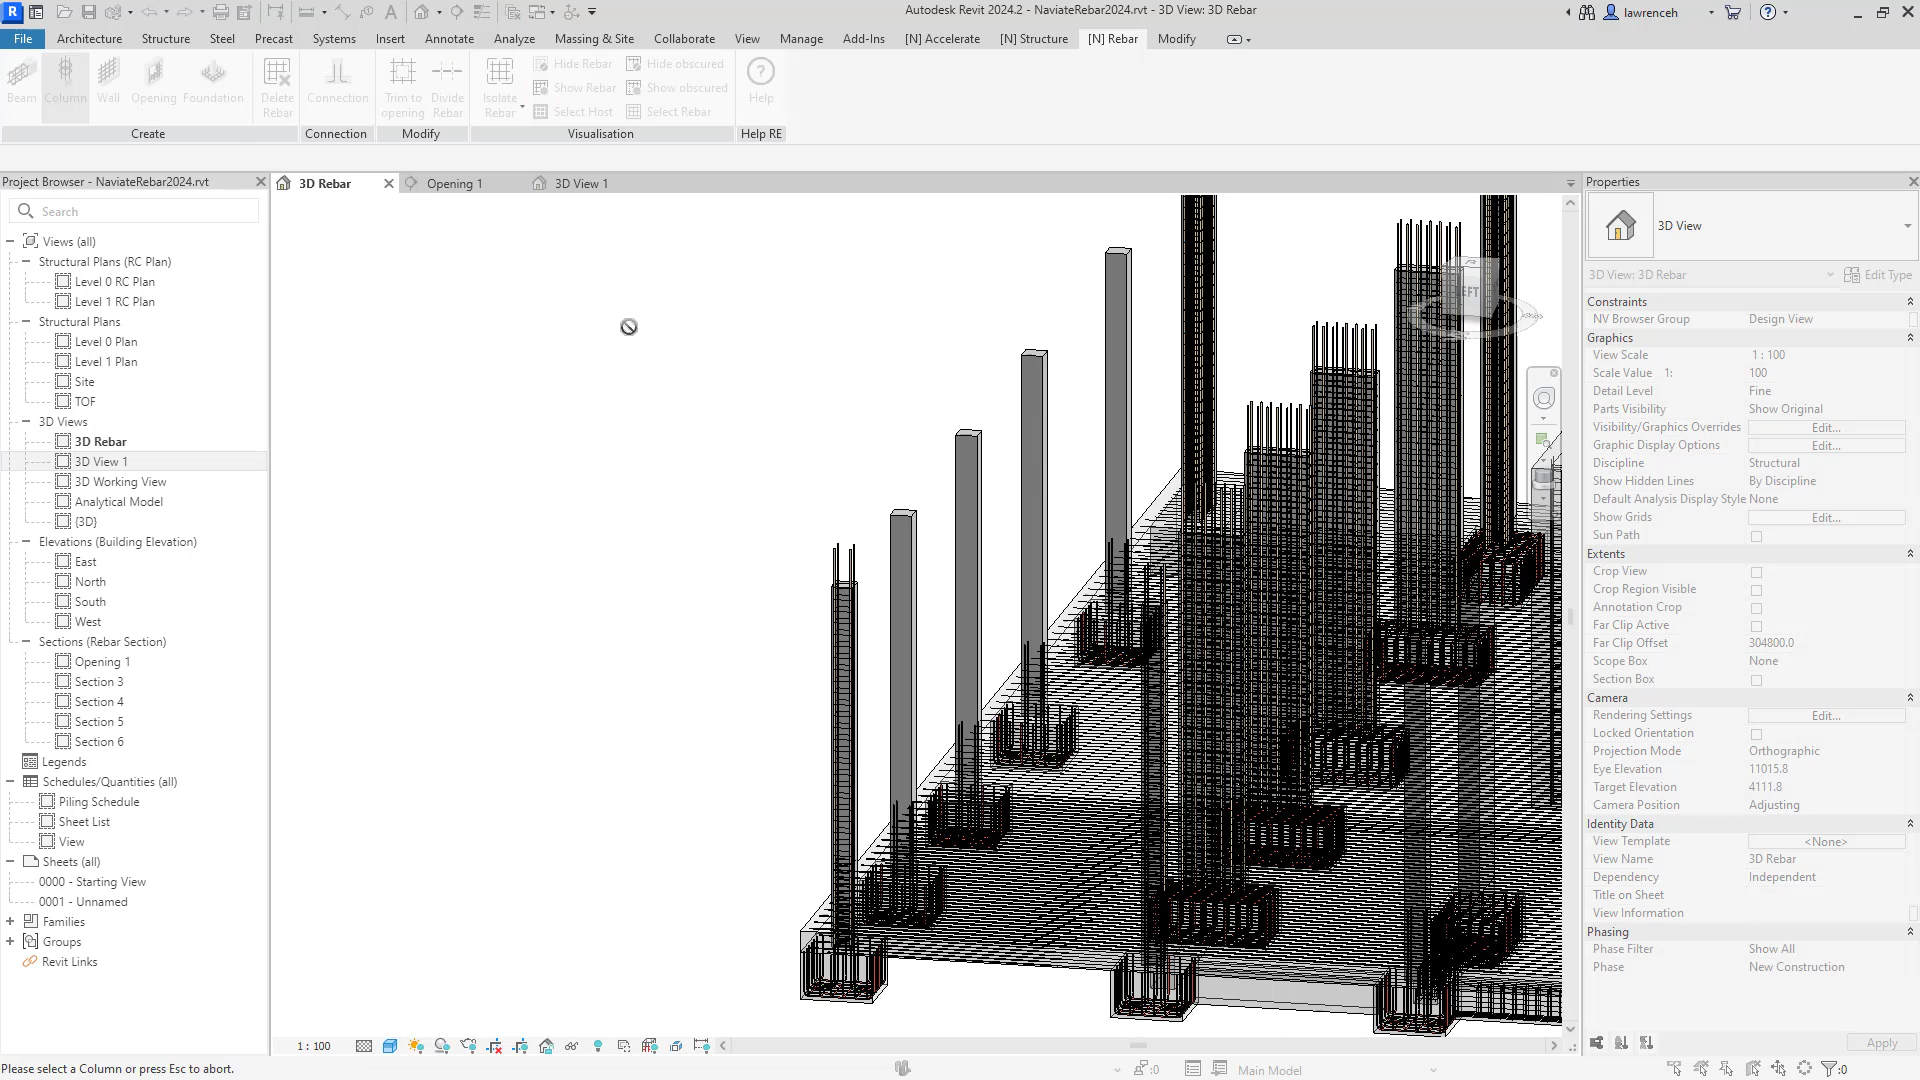 R
Autodesk Revit 2024.2 - NaviateRebar2024.rvt - 3D View: 3D Rebar
lawrenceh
File Architecture Structure Steel Precast Systems Insert Annotate Analyze Massing & Site Collaborate View Manage Add-Ins [N] Accelerate [N] Structure [N] Rebar Modify
Beam Column Wall Opening Foundation Delete Rebar Connection Trim to opening Divide Rebar Isolate Rebar Help
Hide Rebar Hide obscured
Show Rebar Show obscured
Select Host Select Rebar
Create Connection Modify Visualisation Help RE
Project Browser - NaviateRebar2024.rvt
3D Rebar Opening 1 3D View 1
Search
Views (all)
Structural Plans (RC Plan)
Level 0 RC Plan
Level 1 RC Plan
Structural Plans
Level 0 Plan
Level 1 Plan
Site
TOF
3D Views
3D Rebar
3D View 1
3D Working View
Analytical Model
{3D}
Elevations (Building Elevation)
East
North
South
West
Sections (Rebar Section)
Opening 1
Section 3
Section 4
Section 5
Section 6
Legends
Schedules/Quantities (all)
Piling Schedule
Sheet List
View
Sheets (all)
0000 - Starting View
0001 - Unnamed
Families
Groups
Revit Links
LEFT
Properties
3D View
3D View: 3D Rebar Edit Type
Constraints
NV Browser Group Design View
Graphics
View Scale 1 : 100
Scale Value 1: 100
Detail Level Fine
Parts Visibility Show Original
Visibility/Graphics Overrides Edit...
Graphic Display Options Edit...
Discipline Structural
Show Hidden Lines By Discipline
Default Analysis Display Style None
Show Grids Edit...
Sun Path
Extents
Crop View
Crop Region Visible
Annotation Crop
Far Clip Active
Far Clip Offset 304800.0
Scope Box None
Section Box
Camera
Rendering Settings Edit...
Locked Orientation
Projection Mode Orthographic
Eye Elevation 11015.8
Target Elevation 4111.8
Camera Position Adjusting
Identity Data
View Template <None>
View Name 3D Rebar
Dependency Independent
Title on Sheet
View Information
Phasing
Phase Filter Show All
Phase New Construction
Apply
1 : 100
Please select a Column or press Esc to abort.
:0
Main Model
:0